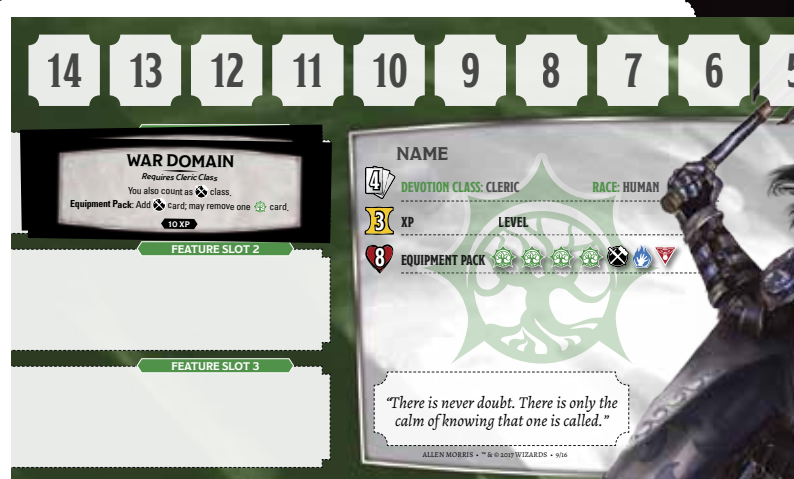 14 13 12 11 10 9 8 7 6 5
WAR DOMAIN
Requires Cleric Class
You also count as class.
Equipment Pack: Add card; may remove one card.
10 XP
FEATURE SLOT 2
FEATURE SLOT 3
NAME
4 DEVOTION CLASS: CLERIC RACE: HUMAN
3 XP LEVEL
8 EQUIPMENT PACK
“There is never doubt. There is only the
calm of knowing that one is called.”
ALLEN MORRIS • ™ & © 2017 WIZARDS • 9/16